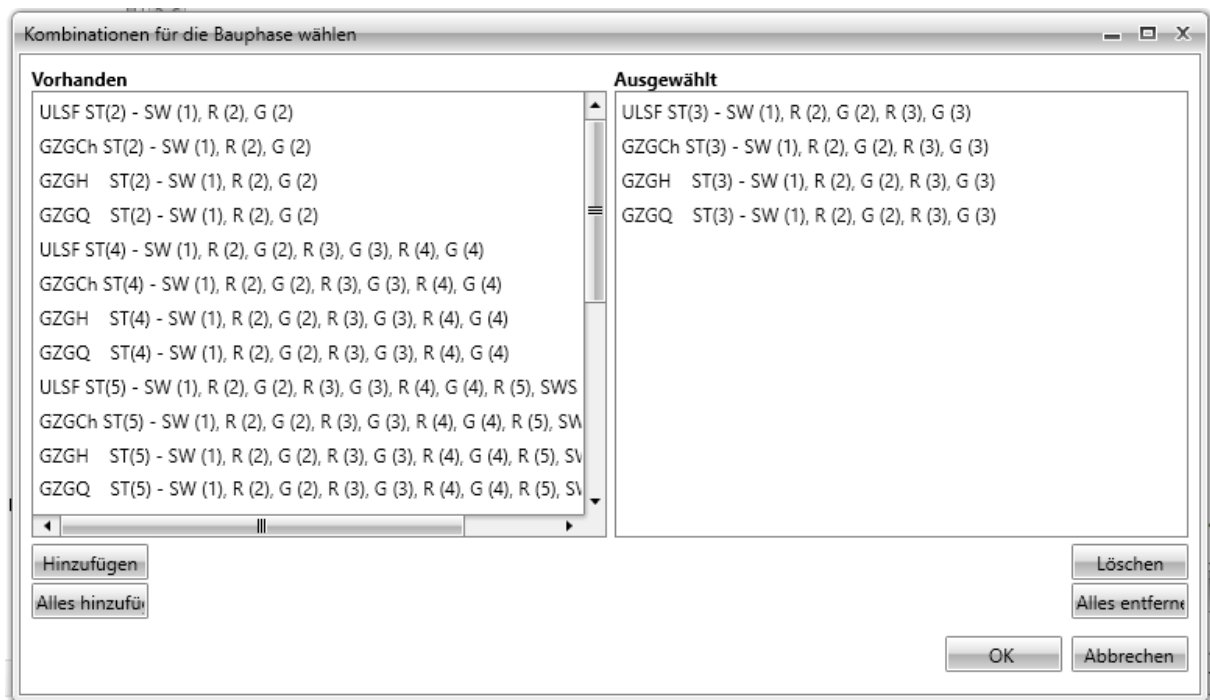 Kombinationen für die Bauphase wählen
Vorhanden
ULSF ST(2) - SW (1), R (2), G (2)
GZGCh ST(2) - SW (1), R (2), G (2)
GZGH ST(2) - SW (1), R (2), G (2)
GZGQ ST(2) - SW (1), R (2), G (2)
ULSF ST(4) - SW (1), R (2), G (2), R (3), G (3), R (4), G (4)
GZGCh ST(4) - SW (1), R (2), G (2), R (3), G (3), R (4), G (4)
GZGH ST(4) - SW (1), R (2), G (2), R (3), G (3), R (4), G (4)
GZGQ ST(4) - SW (1), R (2), G (2), R (3), G (3), R (4), G (4)
ULSF ST(5) - SW (1), R (2), G (2), R (3), G (3), R (4), G (4), R (5), SWS
GZGCh ST(5) - SW (1), R (2), G (2), R (3), G (3), R (4), G (4), R (5), SW
GZGH ST(5) - SW (1), R (2), G (2), R (3), G (3), R (4), G (4), R (5),
GZGQ ST(5) - SW (1), R (2), G (2), R (3), G (3), R (4), G (4), R (5),
Ausgewählt
ULSF ST(3) - SW (1), R (2), G (2), R (3), G (3)
GZGCh ST(3) - SW (1), R (2), G (2), R (3), G (3)
GZGH ST(3) - SW (1), R (2), G (2), R (3), G (3)
GZGQ ST(3) - SW (1), R (2), G (2), R (3), G (3)
Hinzufügen
Alles hinzufü
Löschen
Alles entferne
OK
Abbrechen